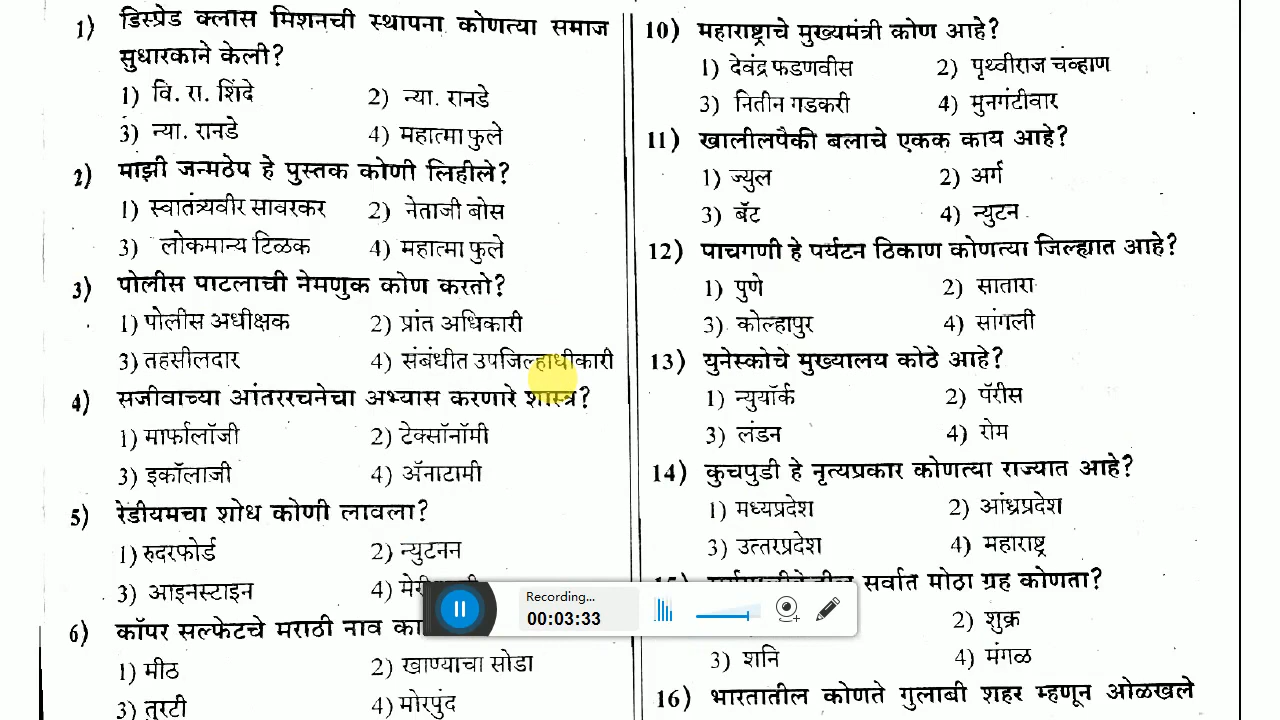 1) डिस्प्रेड क्लास मिशनची स्थापना कोणत्या समाज
सुधारकाने केली?
1) वि. रा. शिंदे 2) न्या. रानडे
3) न्या. रानडे 4) महात्मा फुले
2) माझी जन्मठेप हे पुस्तक कोणी लिहीले?
1) स्वातंत्र्यवीर सावरकर 2) नेताजी बोस
3) लोकमान्य टिळक 4) महात्मा फुले
3) पोलीस पाटलाची नेमणुक कोण करतो?
1) पोलीस अधीक्षक 2) प्रांत अधिकारी
3) तहसीलदार 4) संबंधीत उपजिल्हाधीकारी
4) सजीवाच्या आंतररचनेचा अभ्यास करणारे शास्त्र?
1) मार्फालॉजी 2) टेक्सॉनॉमी
3) इकॉलाजी 4) ॲनाटामी
5) रेडीयमचा शोध कोणी लावला?
1) रुदरफोर्ड 2) न्युटनन
3) आइनस्टाइन 4)
6) कॉपर सल्फेटचे मराठी नाव
1) मीठ 2) खाण्याचा सोडा
3) तुरटी 4) मोरपुंद
10) महाराष्ट्राचे मुख्यमंत्री कोण आहे?
1) देवंद्र फडणवीस 2) पृथ्वीराज चव्हाण
3) नितीन गडकरी 4) मुनगंटीवार
11) खालीलपैकी बलाचे एकक काय आहे?
1) ज्युल 2) अर्ग
3) बॅट 4) न्युटन
12) पाचगणी हे पर्यटन ठिकाण कोणत्या जिल्ह्यात आहे?
1) पुणे 2) सातारा
3) कोल्हापुर 4) सांगली
13) युनेस्कोचे मुख्यालय कोठे आहे?
1) न्युयॉर्क 2) पॅरीस
3) लंडन 4) रोम
14) कुचपुडी हे नृत्यप्रकार कोणत्या राज्यात आहे?
1) मध्यप्रदेश 2) आंध्रप्रदेश
3) उत्तरप्रदेश 4) महाराष्ट्र
सर्वात मोठा ग्रह कोणता?
2) शुक्र
3) शनि 4) मंगळ
16) भारतातील कोणते गुलाबी शहर म्हणून ओळखले
Recording...
00:03:33